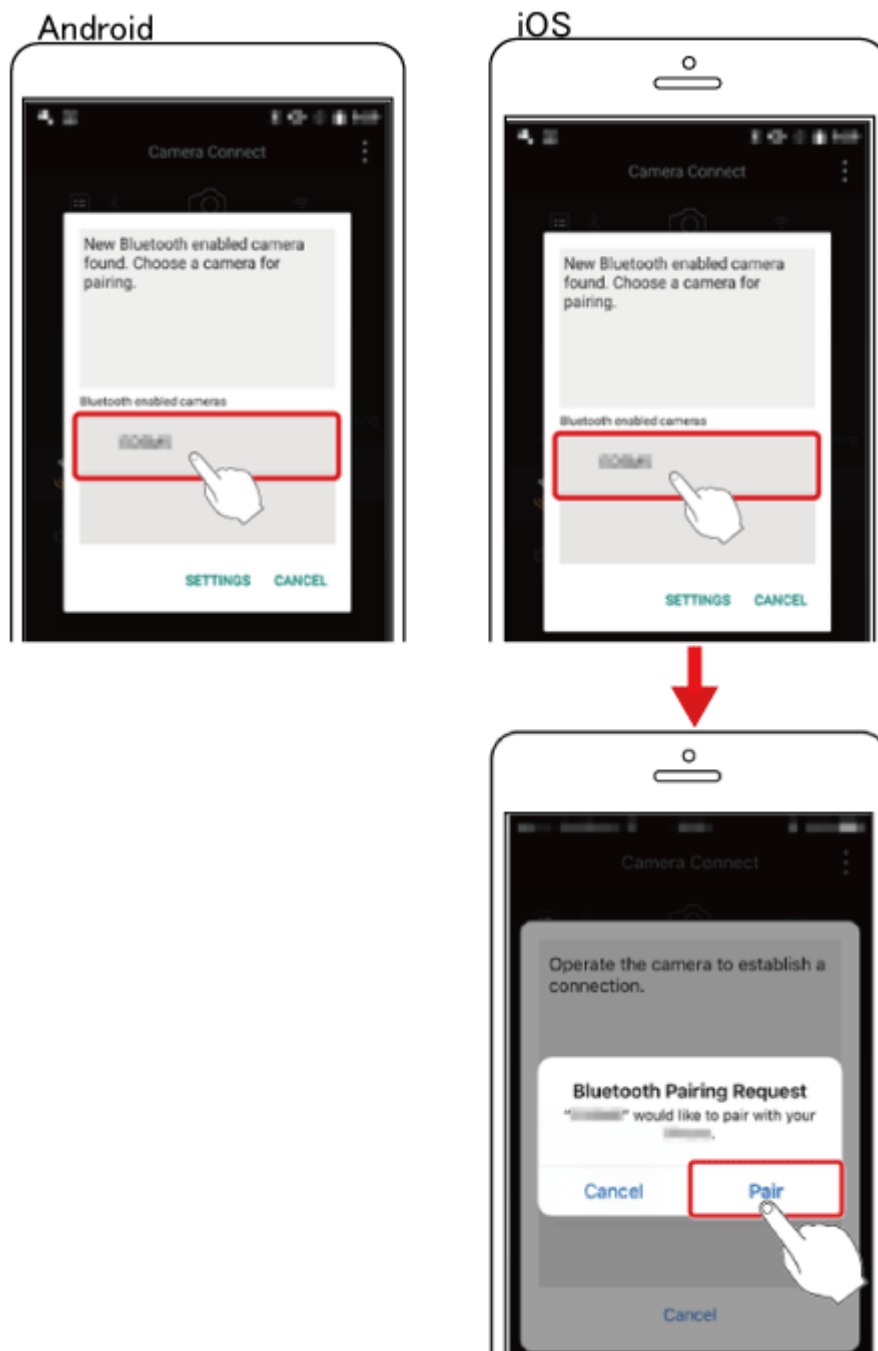 Android
Camera Connect
New Bluetooth enabled camera
found. Choose a camera for
pairing.
Bluetooth enabled cameras
SETTINGS CANCEL
iOS
Camera Connect
New Bluetooth enabled camera
found. Choose a camera for
pairing.
Bluetooth enabled cameras
SETTINGS CANCEL
Camera Connect
Operate the camera to establish a
connection.
Bluetooth Pairing Request
" " would like to pair with your
.
Cancel Pair
Cancel